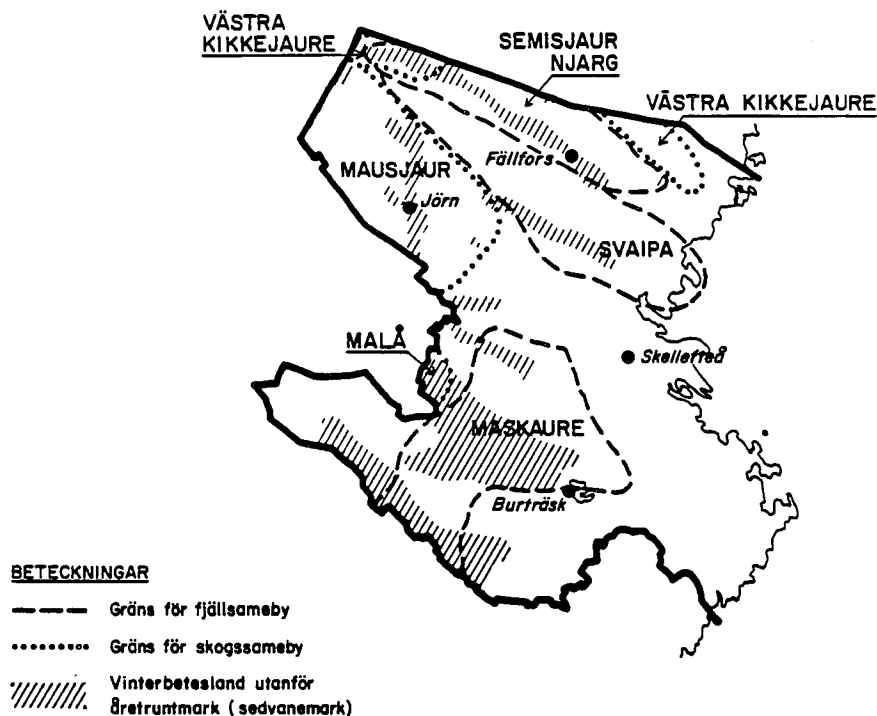 VÄSTRA
KIKKEJAURE
SEMISJAUR
NJARG
VÄSTRA KIKKEJAURE
Fällfors
MAUSJAUR
Jörn
SVAIPA
MALÅ
Skellefteå
MASKAURE
Burträsk
BETECKNINGAR
Gräns för fjällsameby
Gräns för skogssameby
Vinterbetesland utanför
åretruntmark (sedvanemark)